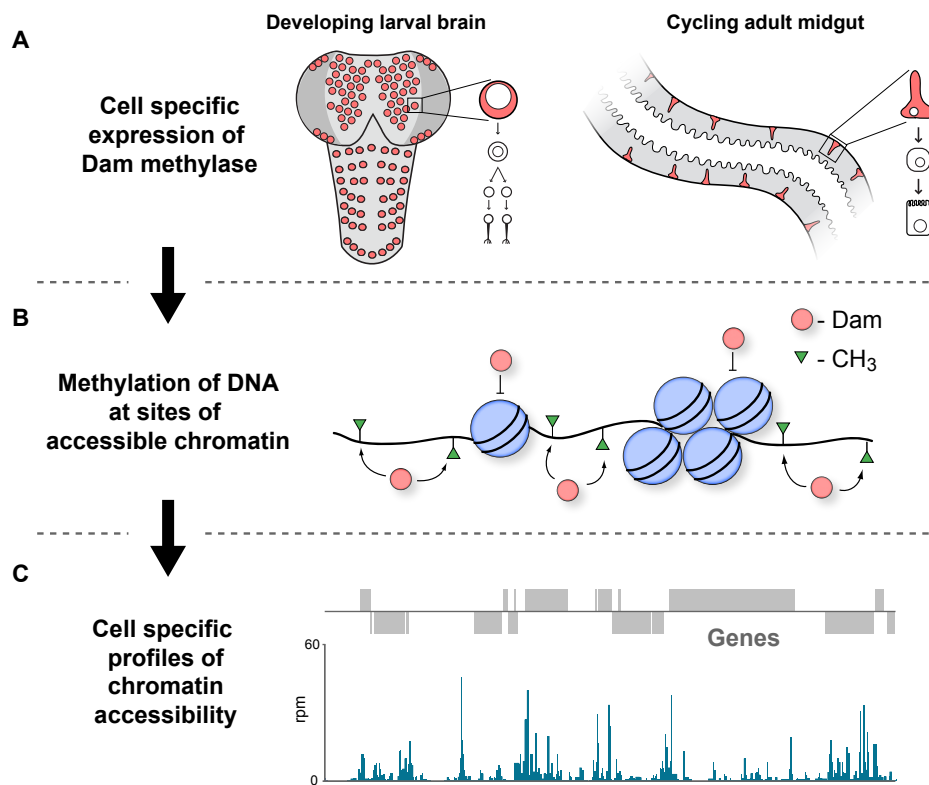 Developing larval brain
Cycling adult midgut
A
Cell specific
expression of
Dam methylase
B
- Dam
- CH₃
Methylation of DNA
at sites of
accessible chromatin
C
Cell specific
profiles of
chromatin
accessibility
Genes
60
rpm
0